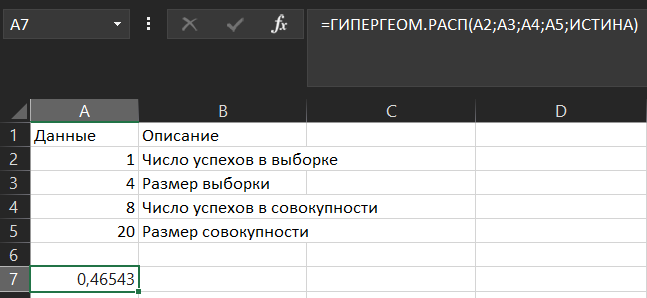 A7 fx =ГИПЕРГЕОМ.РАСП(A2;A3;A4;A5;ИСТИНА)
A B C D
1 Данные Описание
2 1 Число успехов в выборке
3 4 Размер выборки
4 8 Число успехов в совокупности
5 20 Размер совокупности
6
7 0,46543